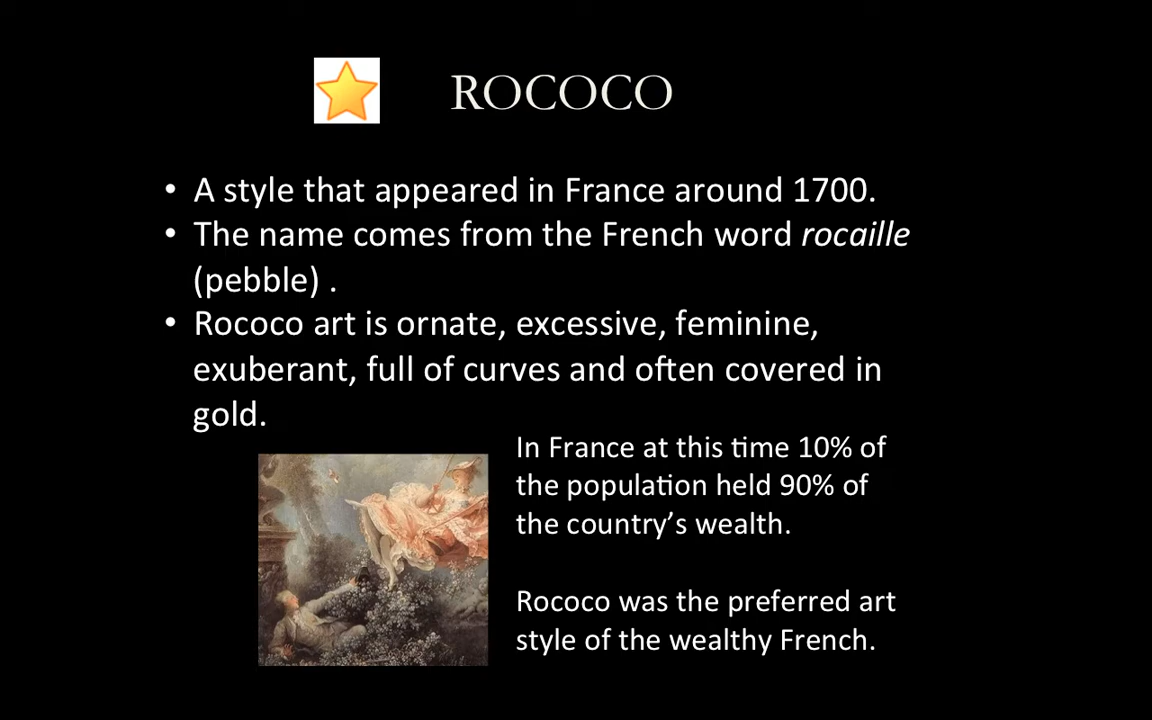 ROCOCO
• A style that appeared in France around 1700.
• The name comes from the French word rocaille
(pebble) .
• Rococo art is ornate, excessive, feminine,
exuberant, full of curves and often covered in
gold.
In France at this time 10% of
the population held 90% of
the country’s wealth.
Rococo was the preferred art
style of the wealthy French.